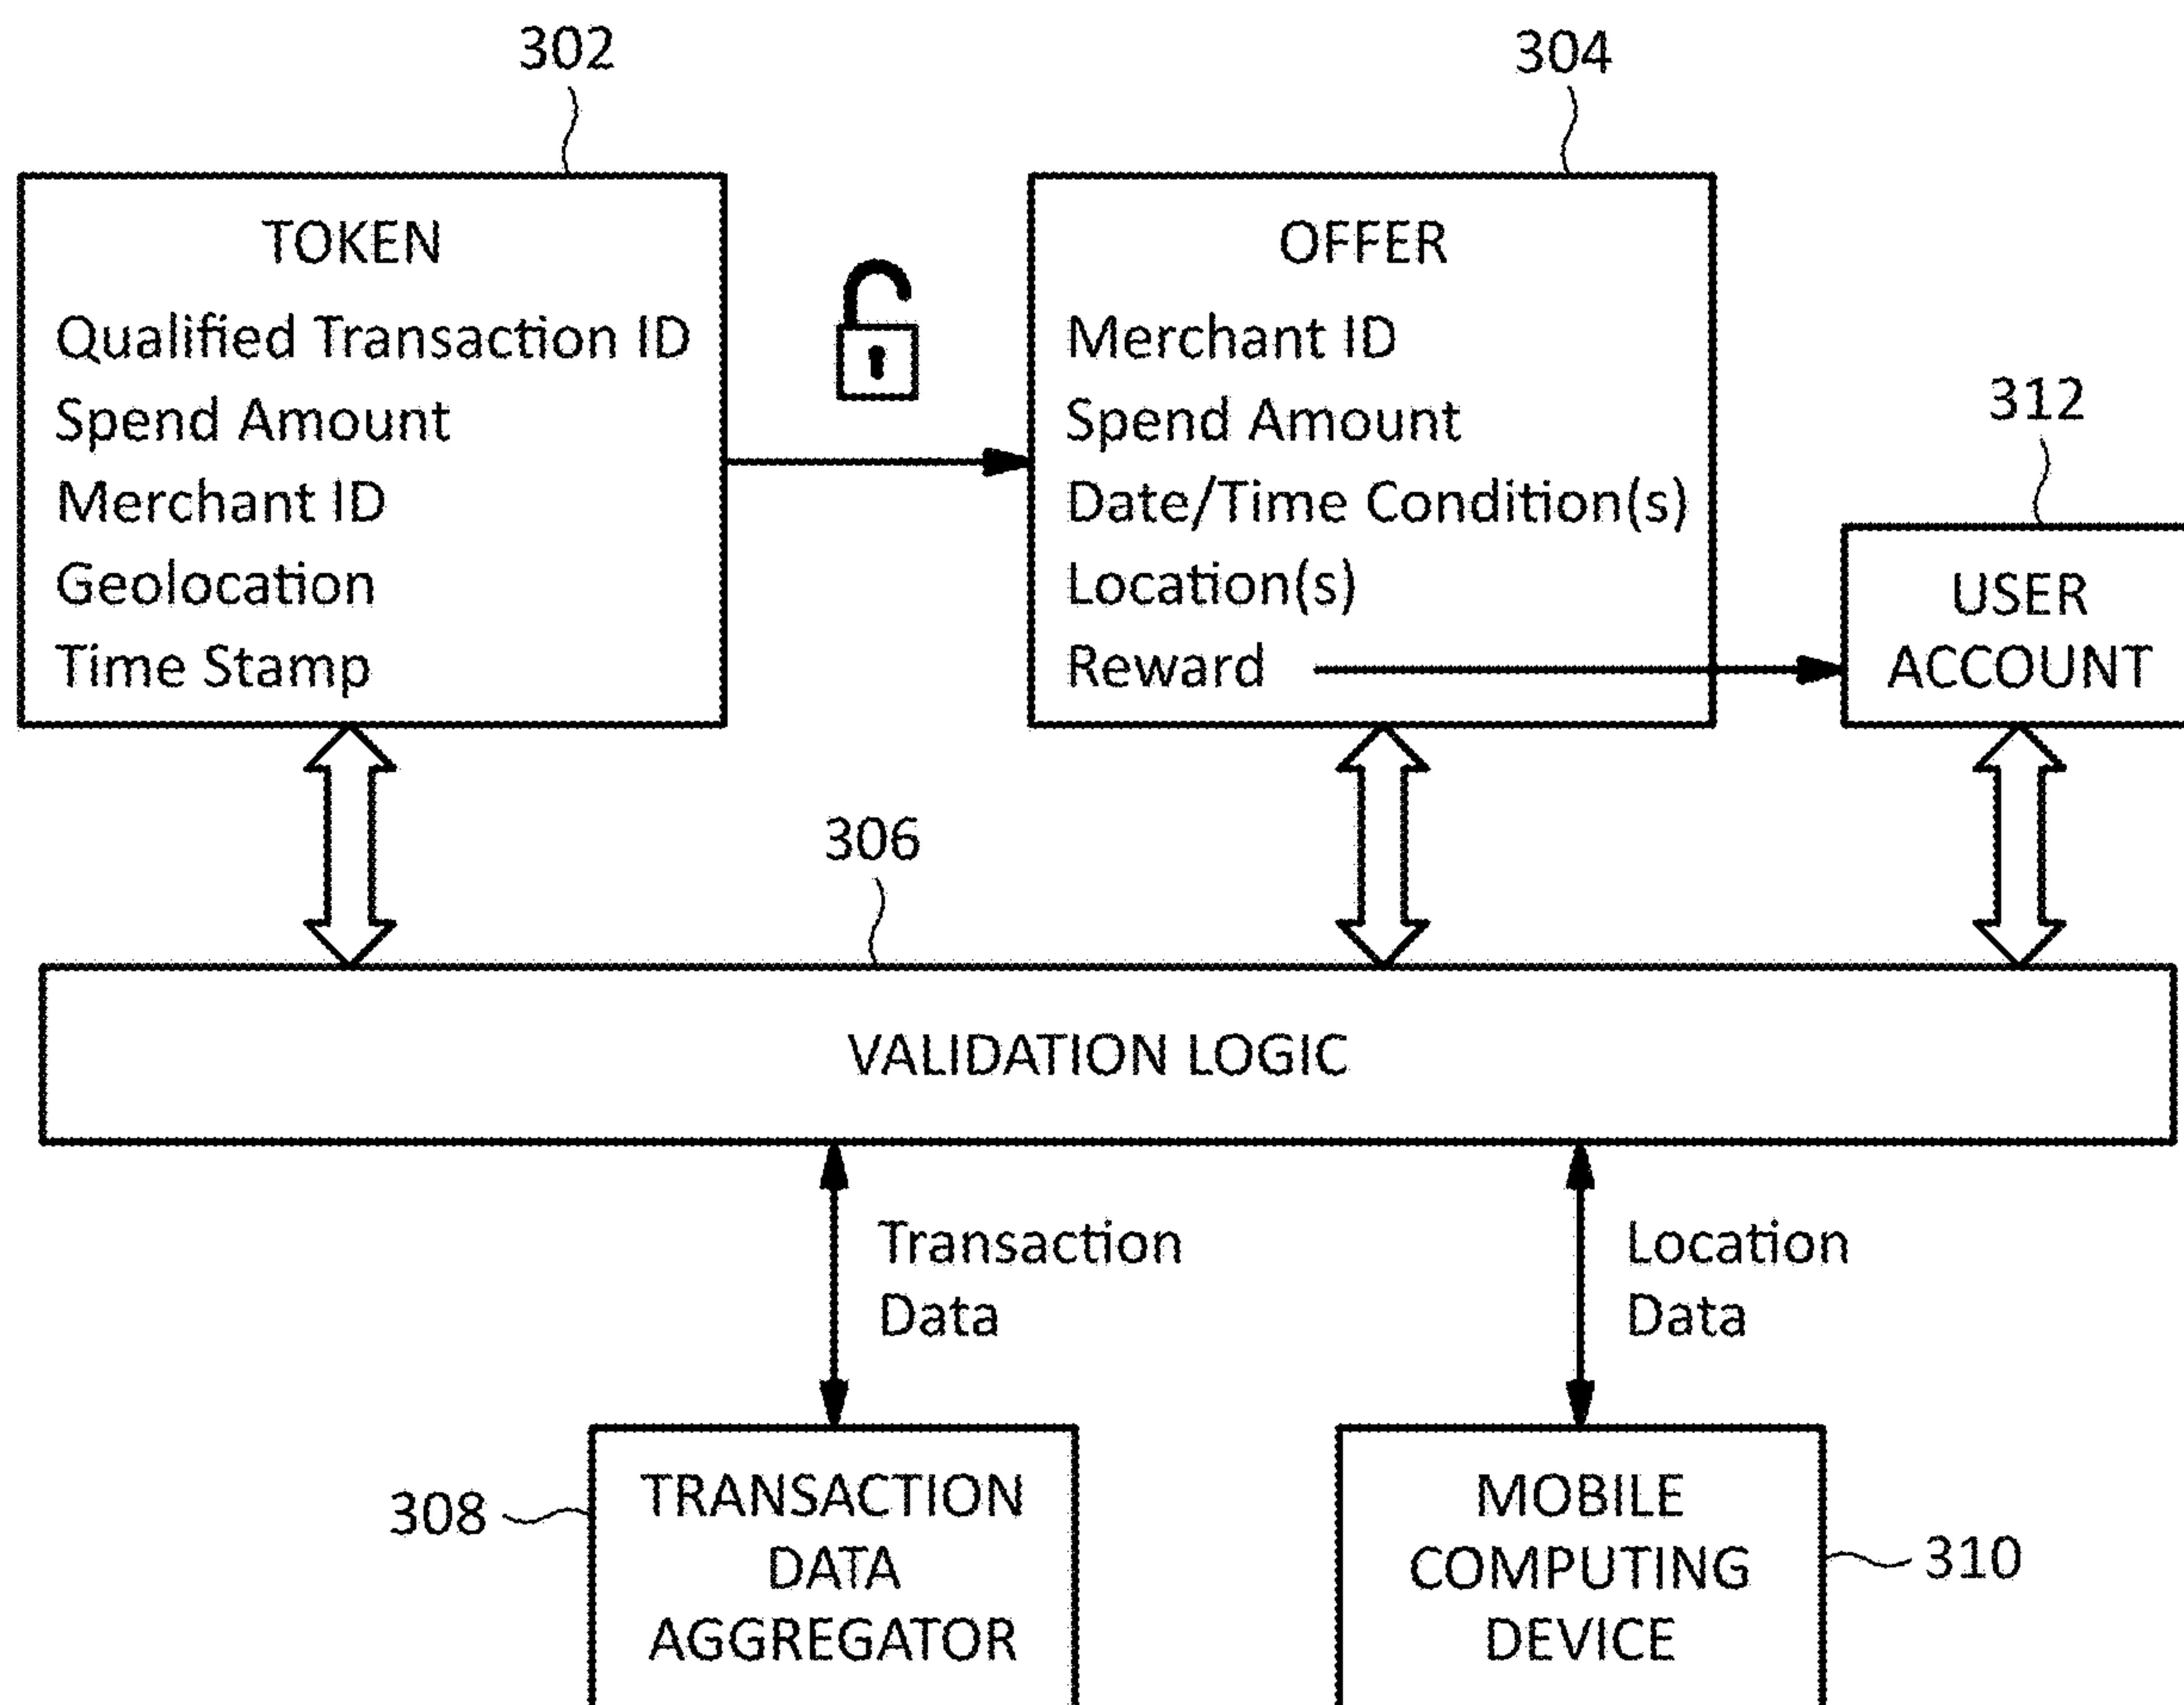 302
304
TOKEN
Qualified Transaction ID
Spend Amount
Merchant ID
Geolocation
Time Stamp
OFFER
Merchant ID
Spend Amount
Date/Time Condition(s)
Location(s)
Reward
312
USER
ACCOUNT
306
VALIDATION LOGIC
Transaction
Data
Location
Data
308
TRANSACTION
DATA
AGGREGATOR
MOBILE
COMPUTING
DEVICE
310